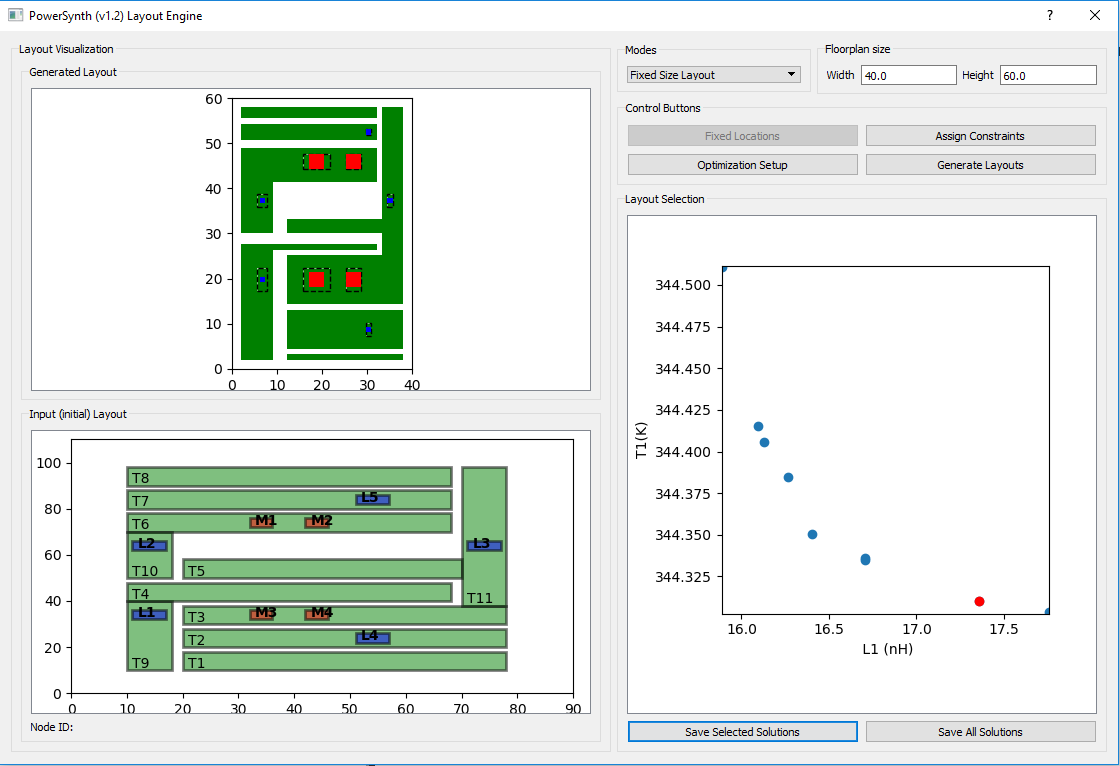 PowerSynth (v1.2) Layout Engine
?
Layout Visualization
Generated Layout
60
50
40
30
20
10
0
0 10 20 30 40
Input (initial) Layout
100
80
60
40
20
0
T8
T7 L5
T6 M1 M2
L2 L3
T10 T5
T4 T11
L1 T3 M3 M4
T2 L4
T9 T1
0 10 20 30 40 50 60 70 80 90
Node ID:
Modes
Fixed Size Layout
Floorplan size
Width 40.0 Height 60.0
Control Buttons
Fixed Locations Assign Constraints
Optimization Setup Generate Layouts
Layout Selection
344.500
344.475
344.450
344.425
344.400
344.375
344.350
344.325
T1(K)
16.0 16.5 17.0 17.5
L1 (nH)
Save Selected Solutions Save All Solutions